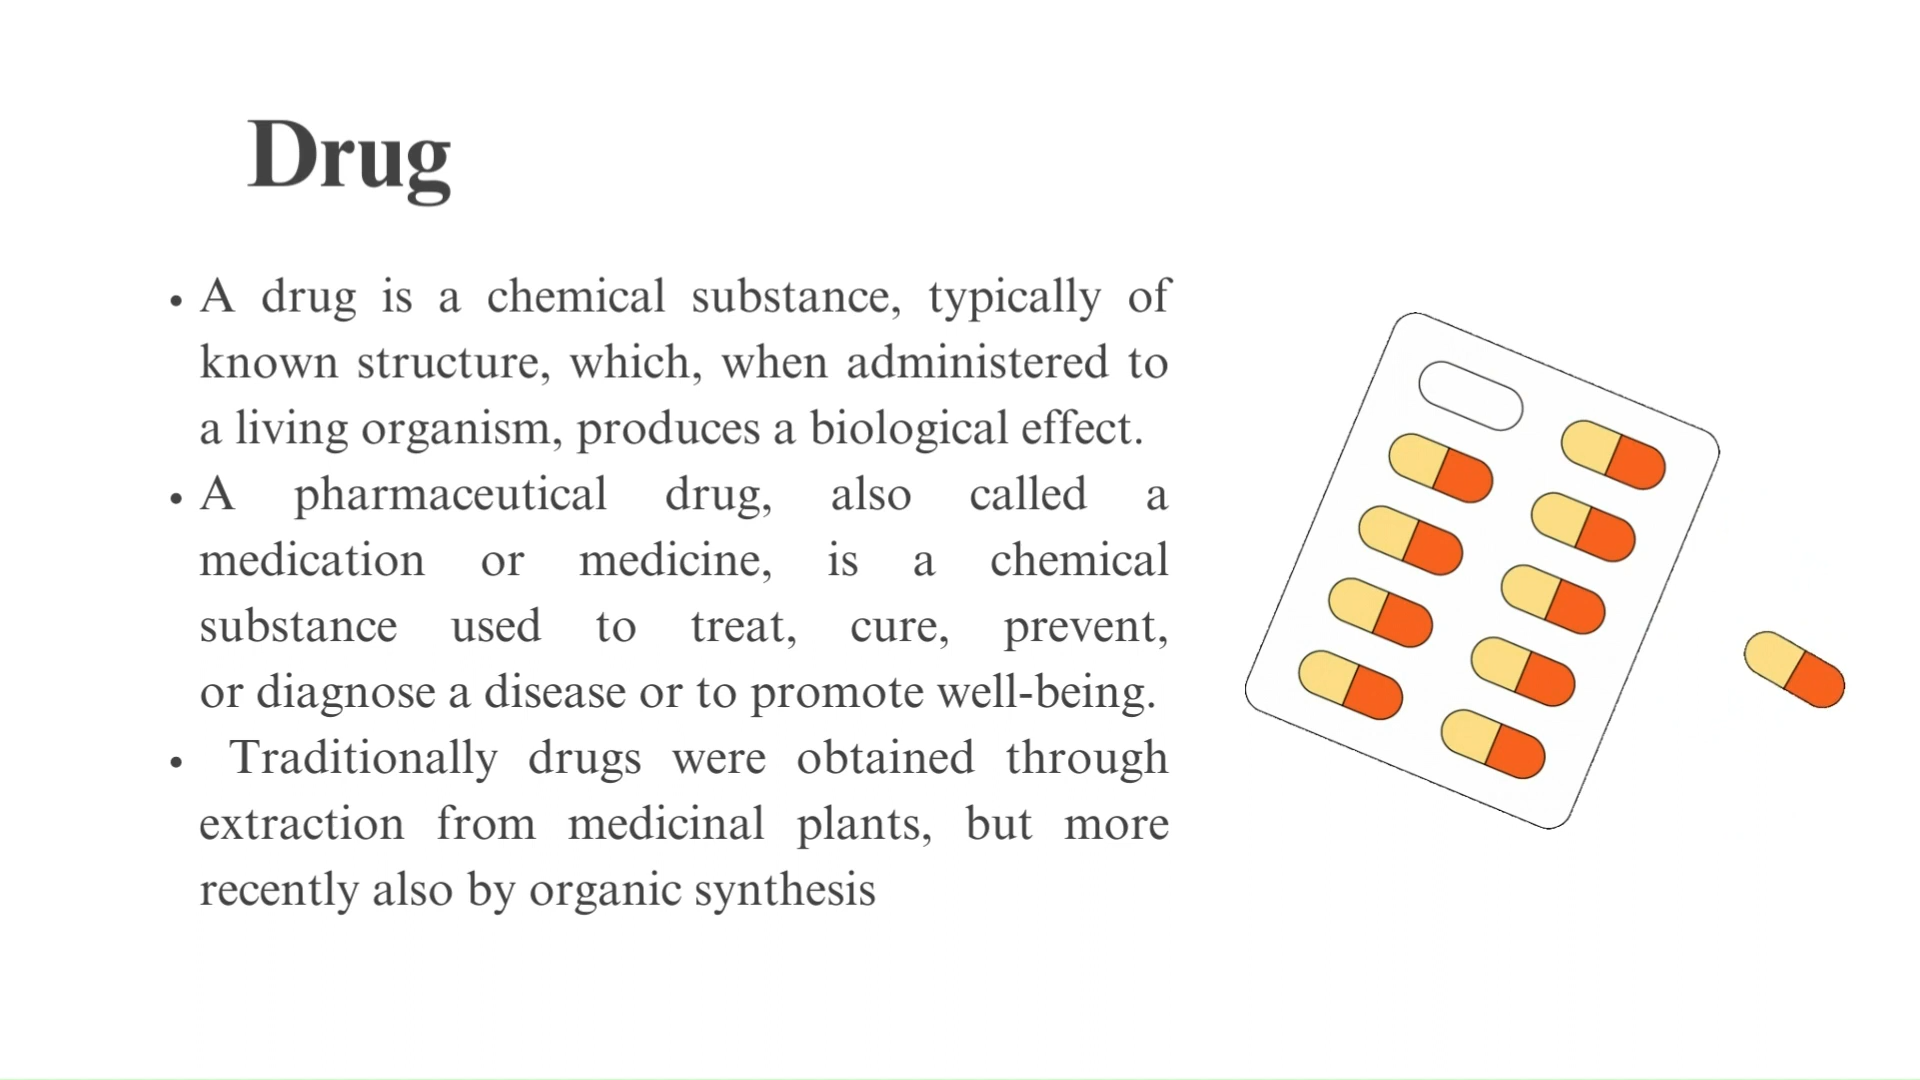 Drug
• A drug is a chemical substance, typically of
known structure, which, when administered to
a living organism, produces a biological effect.
• A pharmaceutical drug, also called a
medication or medicine, is a chemical
substance used to treat, cure, prevent,
or diagnose a disease or to promote well-being.
• Traditionally drugs were obtained through
extraction from medicinal plants, but more
recently also by organic synthesis